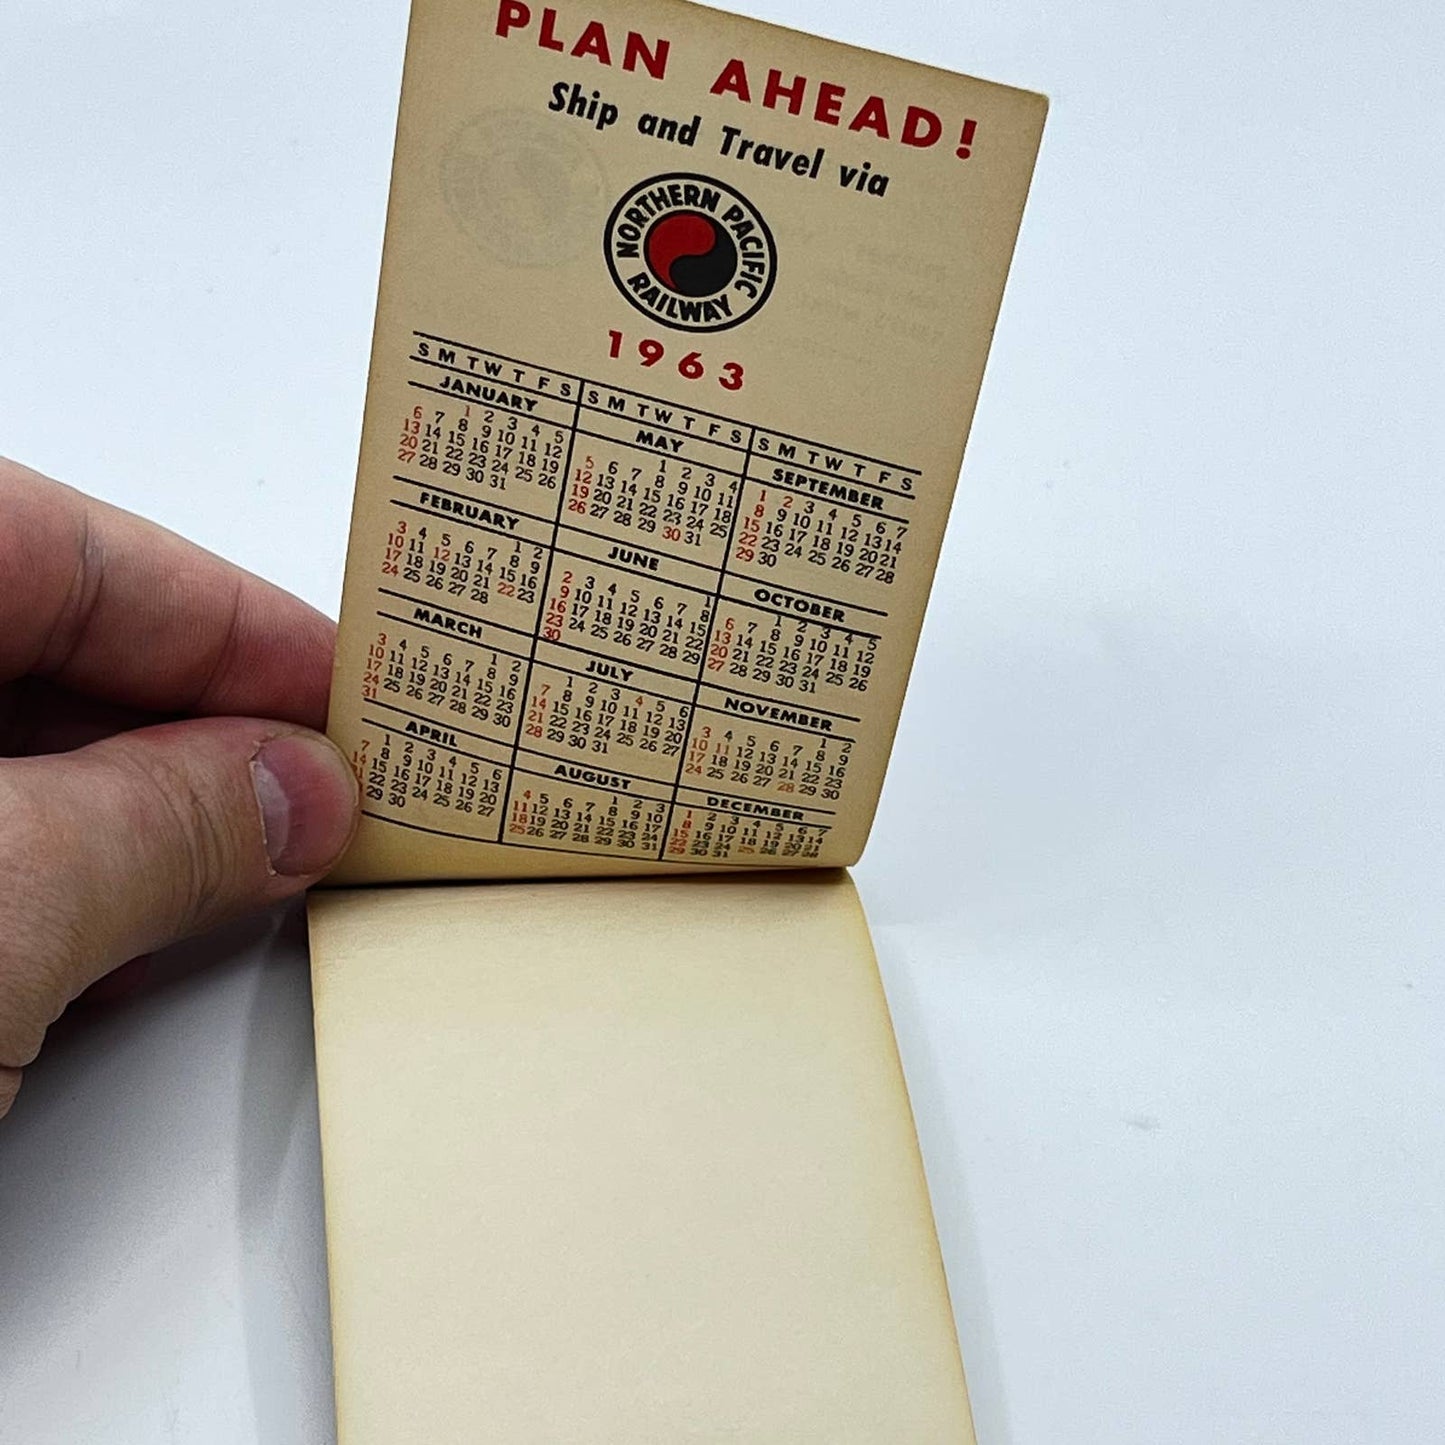 PLAN AHEAD!
Ship and Travel via
NORTHERN PACIFIC RAILWAY
1963
S M T W T F S
JANUARY
1 2 3 4 5
6 7 8 9 10 11 12
13 14 15 16 17 18 19
20 21 22 23 24 25 26
27 28 29 30 31
FEBRUARY
1 2
3 4 5 6 7 8 9
10 11 12 13 14 15 16
17 18 19 20 21 22 23
24 25 26 27 28
MARCH
1 2
3 4 5 6 7 8 9
10 11 12 13 14 15 16
17 18 19 20 21 22 23
24 25 26 27 28 29 30
31
APRIL
1 2 3 4 5 6
7 8 9 10 11 12 13
14 15 16 17 18 19 20
22 23 24 25 26 27
29 30
S M T W T F S
MAY
1 2 3 4
5 6 7 8 9 10 11
12 13 14 15 16 17 18
19 20 21 22 23 24 25
26 27 28 29 30 31
JUNE
1
2 3 4 5 6 7 8
9 10 11 12 13 14 15
16 17 18 19 20 21 22
23 24 25 26 27 28 29
30
JULY
1 2 3 4 5 6
7 8 9 10 11 12 13
14 15 16 17 18 19 20
21 22 23 24 25 26 27
28 29 30 31
AUGUST
1 2 3
4 5 6 7 8 9 10
11 12 13 14 15 16 17
18 19 20 21 22 23 24
25 26 27 28 29 30 31
S M T W T F S
SEPTEMBER
1 2 3 4 5 6 7
8 9 10 11 12 13 14
15 16 17 18 19 20 21
22 23 24 25 26 27 28
29 30
OCTOBER
1 2 3 4 5
6 7 8 9 10 11 12
13 14 15 16 17 18 19
20 21 22 23 24 25 26
27 28 29 30 31
NOVEMBER
1 2
3 4 5 6 7 8 9
10 11 12 13 14 15 16
17 18 19 20 21 22 23
24 25 26 27 28 29 30
DECEMBER
1 2 3 4 5 6 7
8 9 10 11 12 13 14
15 16 17 18